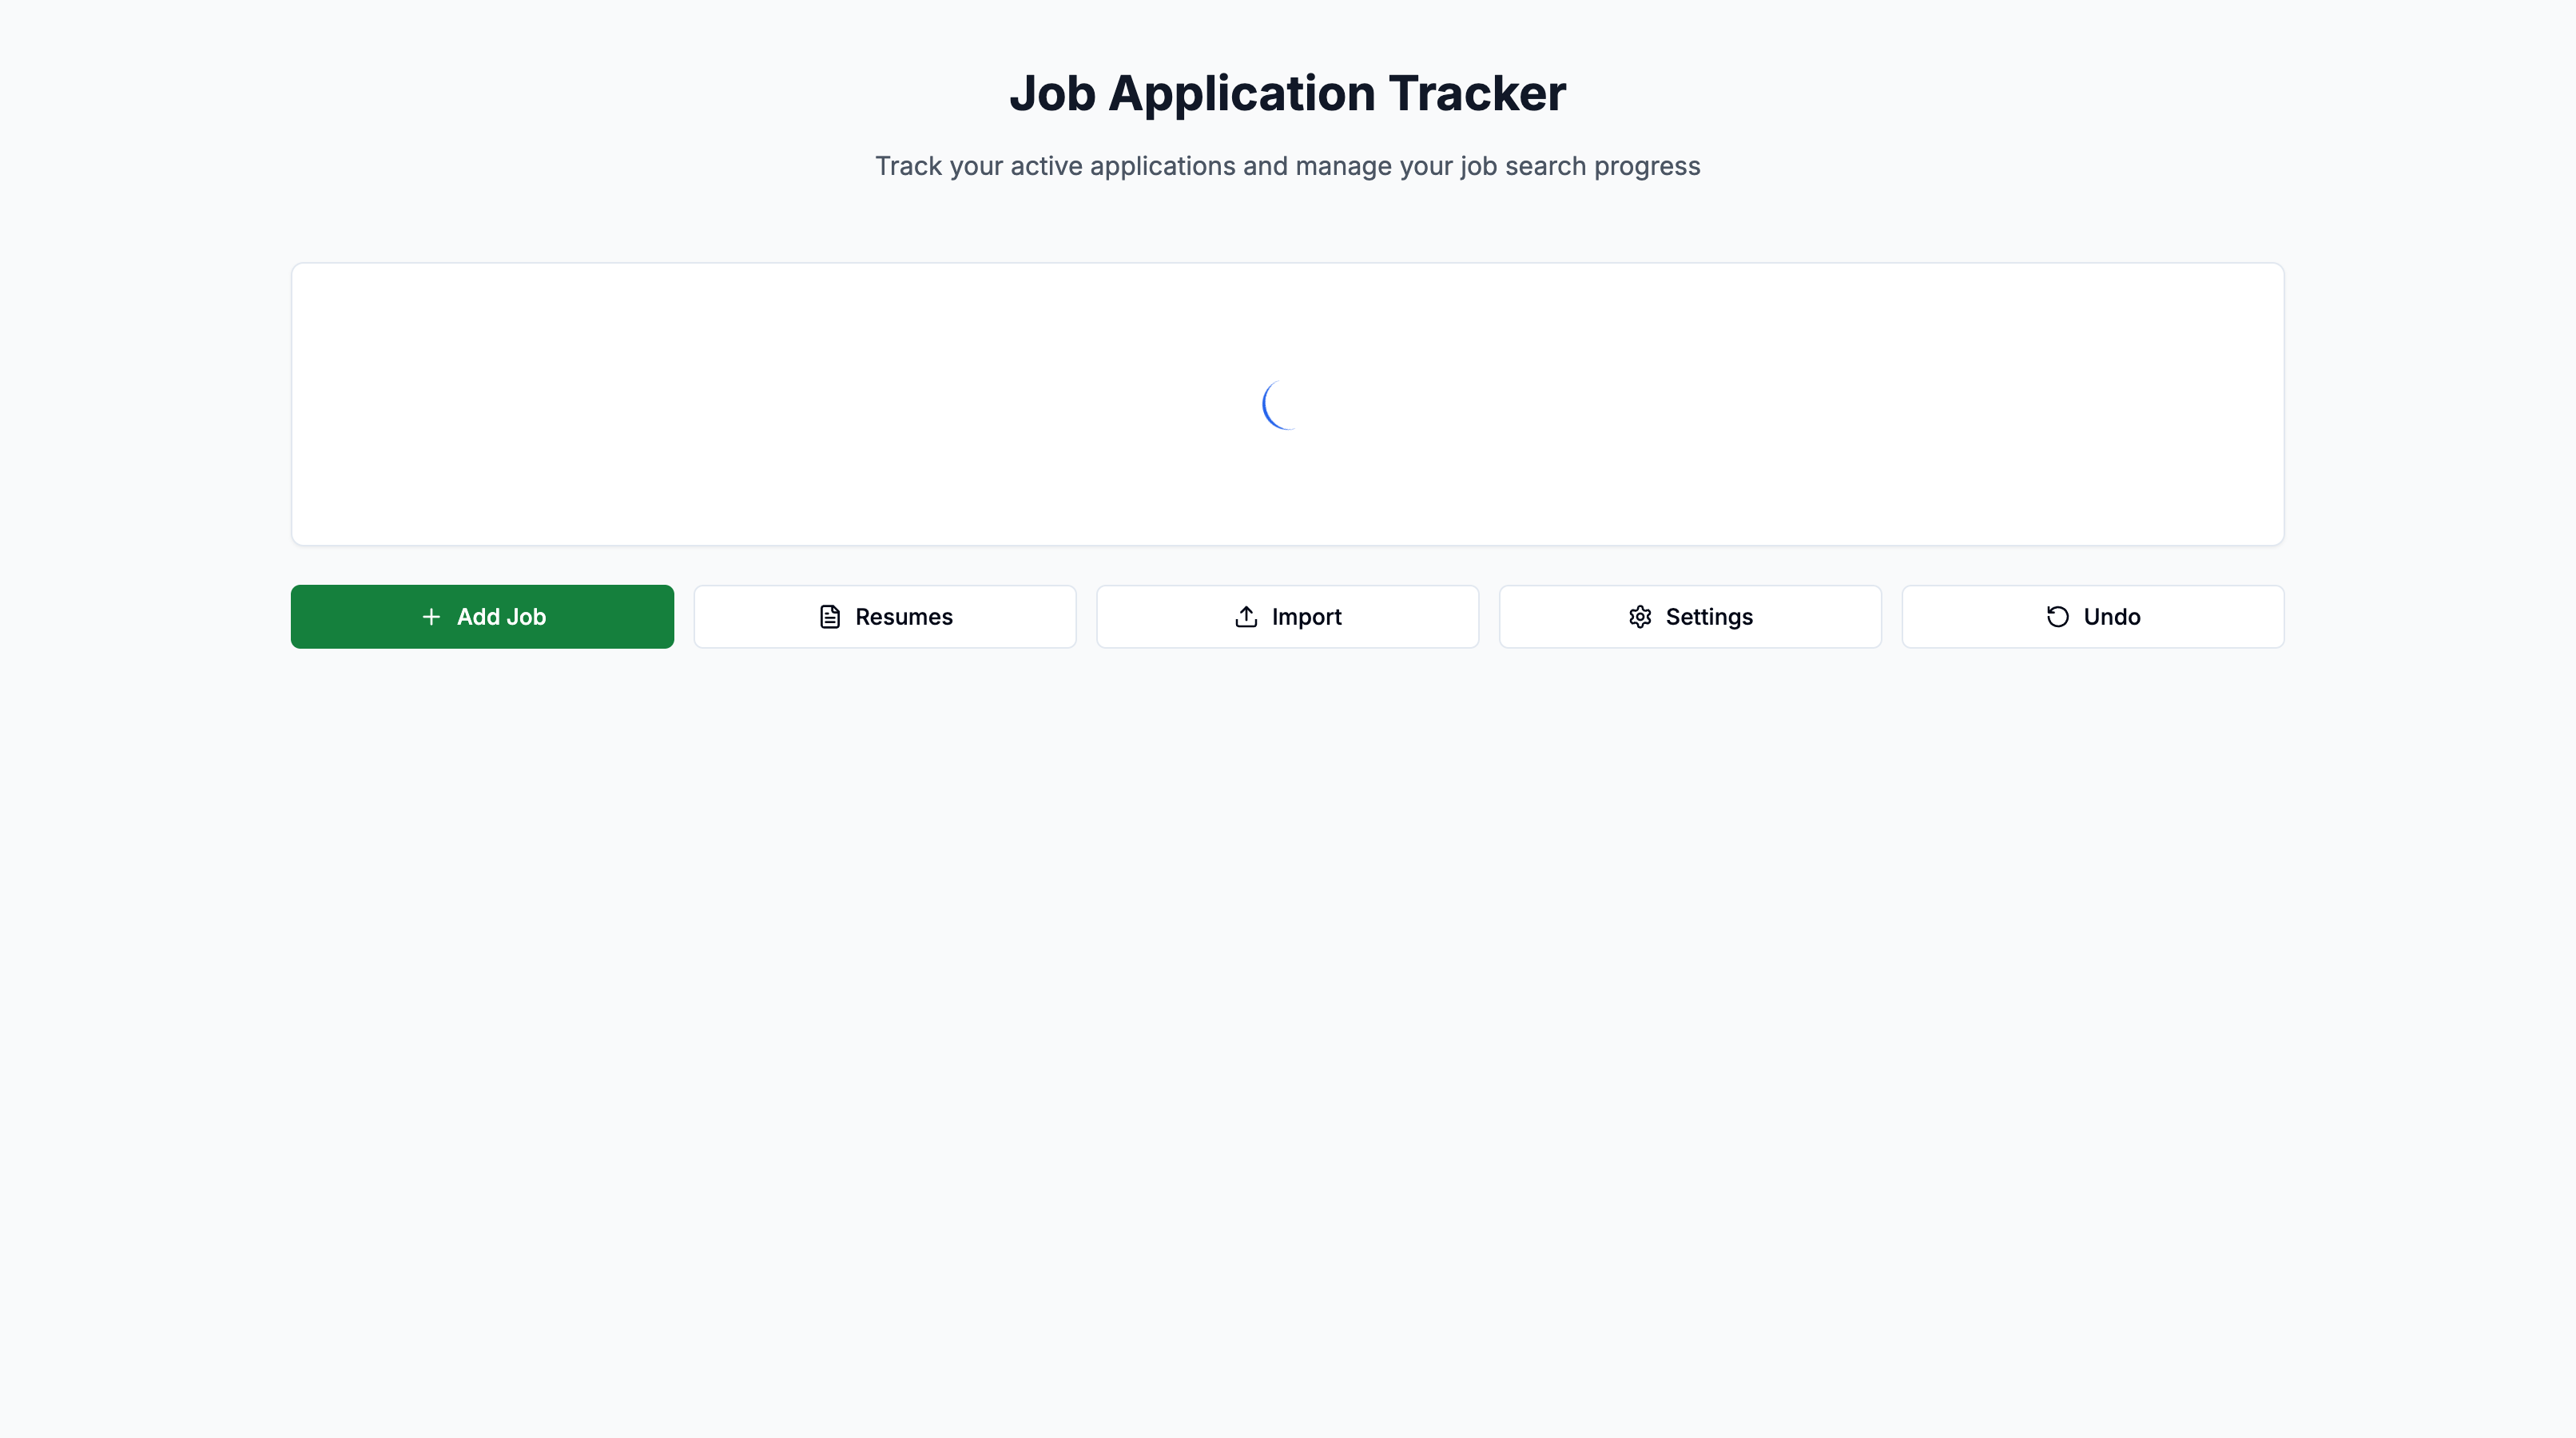 Job Application Tracker
Track your active applications and manage your job search progress
Add Job
Resumes
Import
Settings
Undo